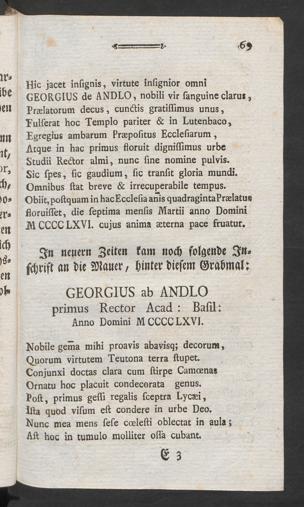 69
Hic jacet insignis, virtute insignior omni
GEORGIUS de ANDLO, nobili vir sanguine clarus,
Prælatorum decus, cunctis gratissimus unus,
Fulserat hoc Templo pariter & in Lutenbaco,
Egregius ambarum Præpositus Ecclesiarum,
Atque in hac primus floruit dignissimus urbe
Studii Rector almi, nunc sine nomine pulvis.
Sic spes, sic gaudium, sic transit gloria mundi.
Omnibus stat breve & irrecuperabile tempus.
Obiit, postquam in hac Ecclesia anis quadraginta Prælatus
floruisset, die septima mensis Martii anno Domini
M CCCC LXVI. cujus anima æterna pace fruatur.
In neuern Zeiten kam noch folgende In-
schrift an die Mauer, hinter diesem Grabmal:
GEORGIUS ab ANDLO
primus Rector Acad: Basil:
Anno Domini M CCCC LXVI.
Nobile gem̄a mihi proavis abavisq; decorum,
Quorum virtutem Teutona terra stupet.
Conjunxi doctas clara cum stirpe Camœnas
Ornatu hoc placuit condecorata genus.
Post, primus gessi regalis sceptra Lycæi,
Ista quod visum est condere in urbe Deo.
Nunc mea mens sese cœlesti oblectat in aula;
Ast hoc in tumulo molliter ossa cubant.
E 3